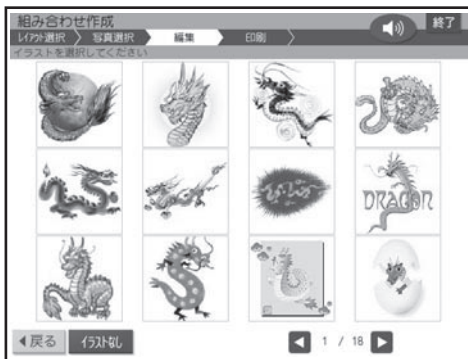 組み合わせ作成
終了
レイアウト選択 写真選択 編集 印刷
イラストを選択してください
DRAGON
戻る イラストなし 1 / 18